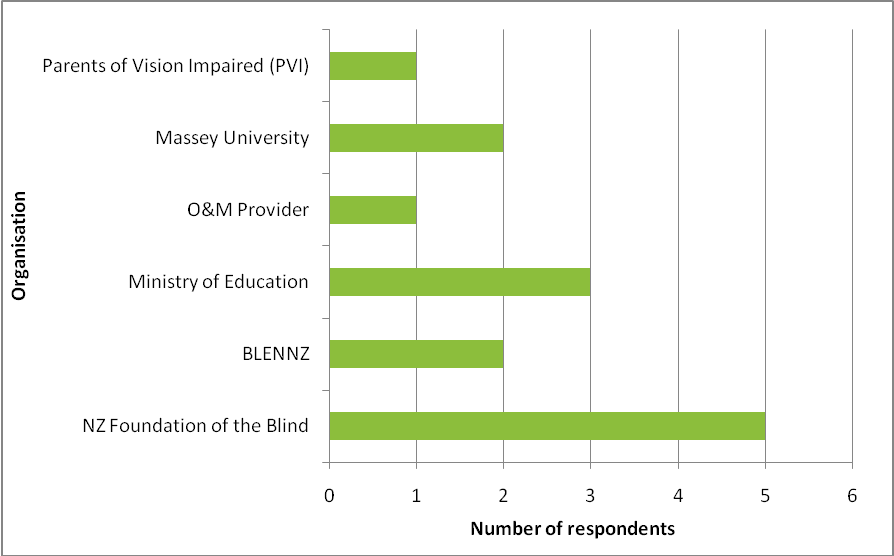 Parents of Vision Impaired (PVI)
Massey University
O&M Provider
Organisation
Ministry of Education
BLENNZ
NZ Foundation of the Blind
0 1 2 3 4 5 6
Number of respondents